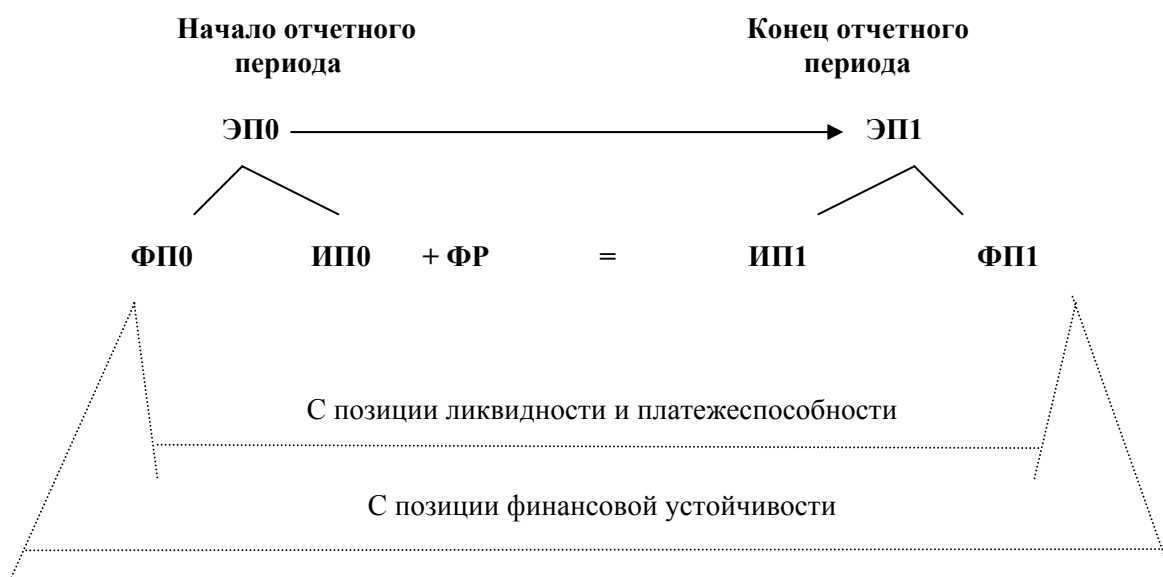 Начало отчетного
периода
Конец отчетного
периода
ЭП0 ЭП1
ФП0 ИП0 + ФР = ИП1 ФП1
С позиции ликвидности и платежеспособности
С позиции финансовой устойчивости